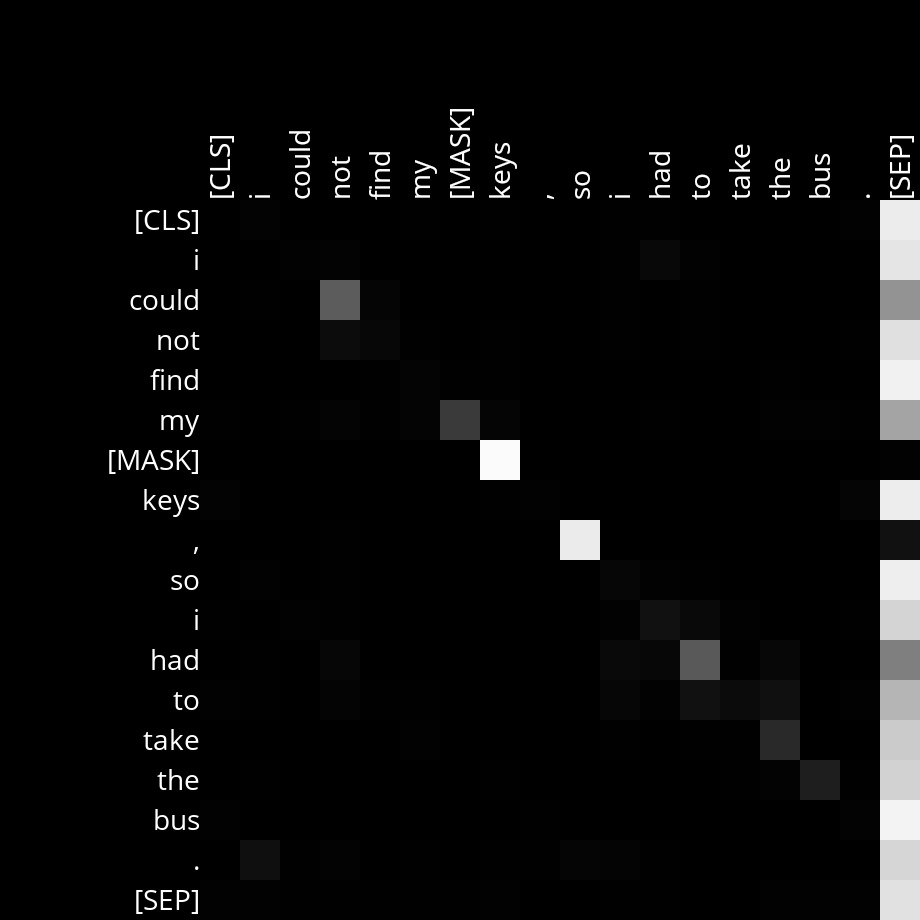 [CLS] i could not find my [MASK] keys , so i had to take the bus . [SEP]
[CLS]
i
could
not
find
my
[MASK]
keys
,
so
i
had
to
take
the
bus
.
[SEP]